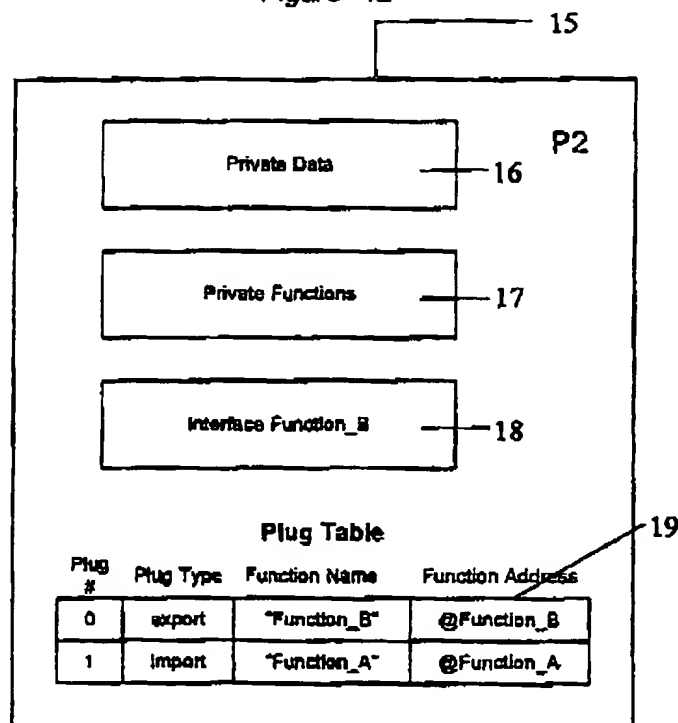 15
P2
Private Data
16
Private Functions
17
Interface Function_B
18
Plug Table
19
Plug # Plug Type Function Name Function Address
0 export "Function_B" @Function_B
1 import "Function_A" @Function_A